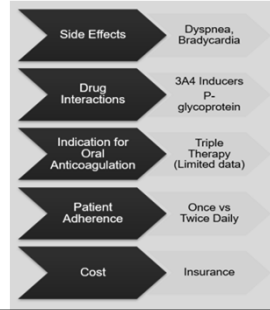 Side Effects
Dyspnea,
Bradycardia
Drug
Interactions
3A4 Inducers
P-
glycoprotein
Indication for
Oral
Anticoagulation
Triple
Therapy
(Limited data)
Patient
Adherence
Once vs
Twice Daily
Cost
Insurance